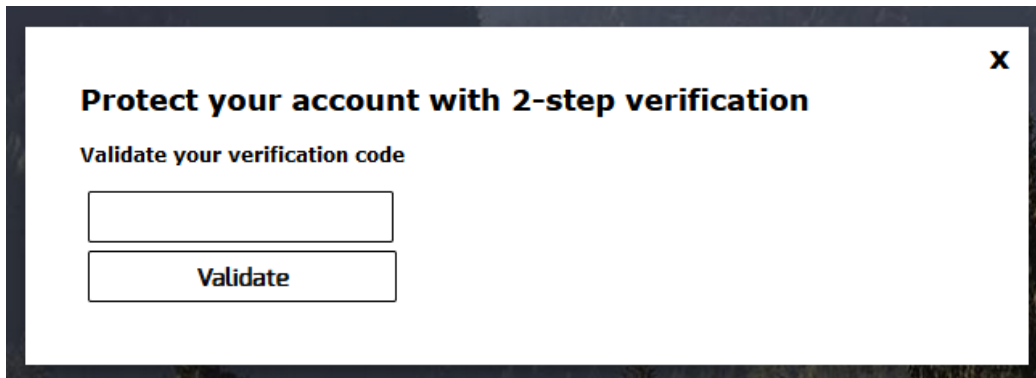 x
Protect your account with 2-step verification
Validate your verification code
Validate